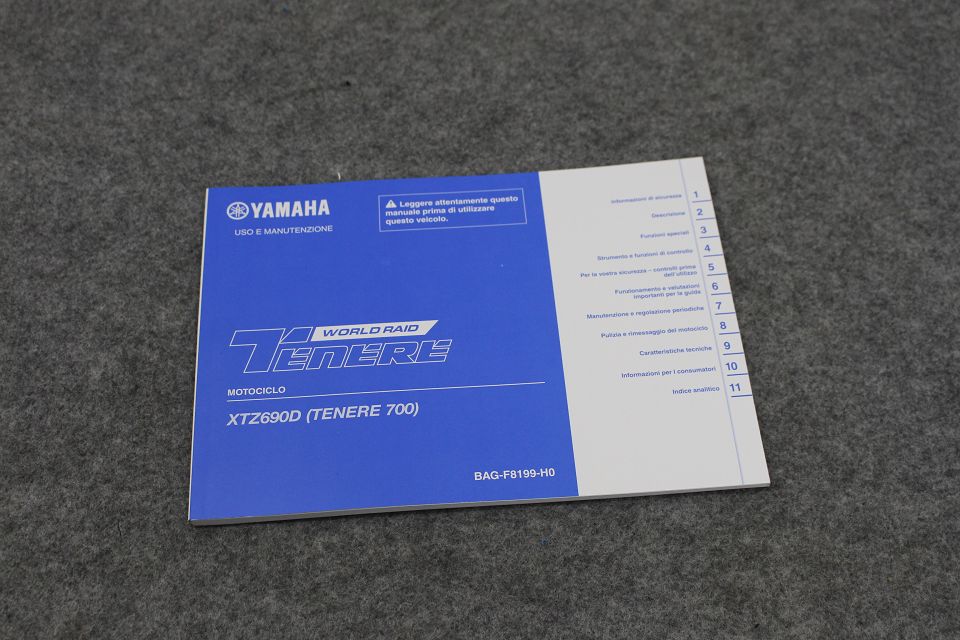 YAMAHA
USO E MANUTENZIONE
⚠ Leggere attentamente questo
manuale prima di utilizzare
questo veicolo.
WORLD RAID
TENERE
MOTOCICLO
XTZ690D (TENERE 700)
BAG-F8199-H0
Informazioni di sicurezza 1
Descrizione 2
Funzioni speciali 3
Strumento e funzioni di controllo 4
Per la vostra sicurezza – controlli prima
dell'utilizzo 5
Funzionamento e valutazioni
importanti per la guida 6
Manutenzione e regolazione periodiche 7
Pulizia e rimessaggio del motociclo 8
Caratteristiche tecniche 9
Informazioni per i consumatori 10
Indice analitico 11